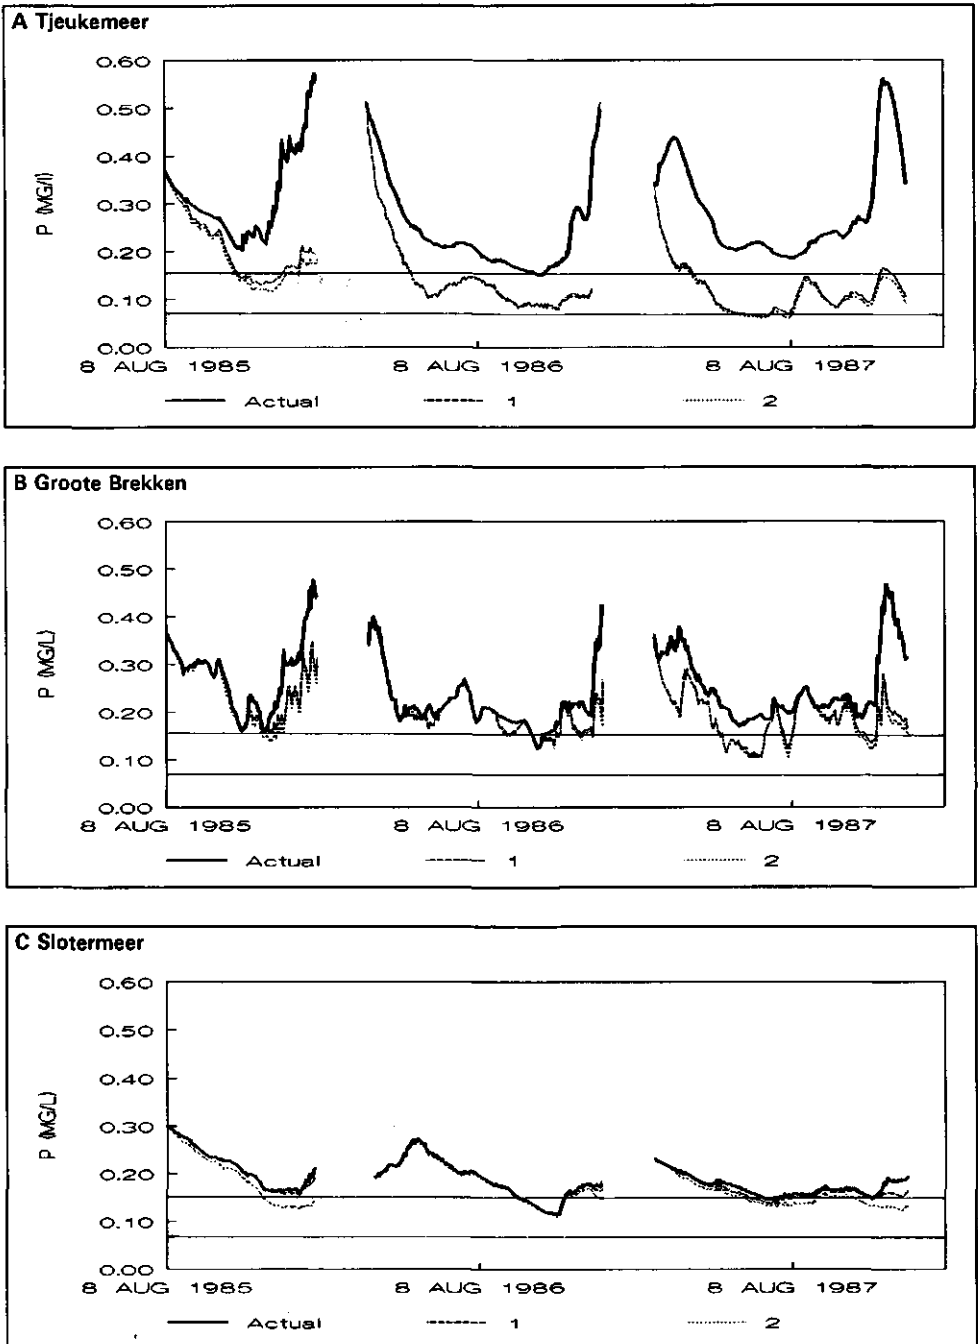 A Tjeukemeer
0.60
0.50
0.40
0.30
0.20
0.10
0.00
P (MG/l)
8 AUG 1985
8 AUG 1986
8 AUG 1987
Actual
1
2
B Groote Brekken
0.60
0.50
0.40
0.30
0.20
0.10
0.00
P (MG/L)
8 AUG 1985
8 AUG 1986
8 AUG 1987
Actual
1
2
C Slotermeer
0.60
0.50
0.40
0.30
0.20
0.10
0.00
P (MG/L)
8 AUG 1985
8 AUG 1986
8 AUG 1987
Actual
1
2